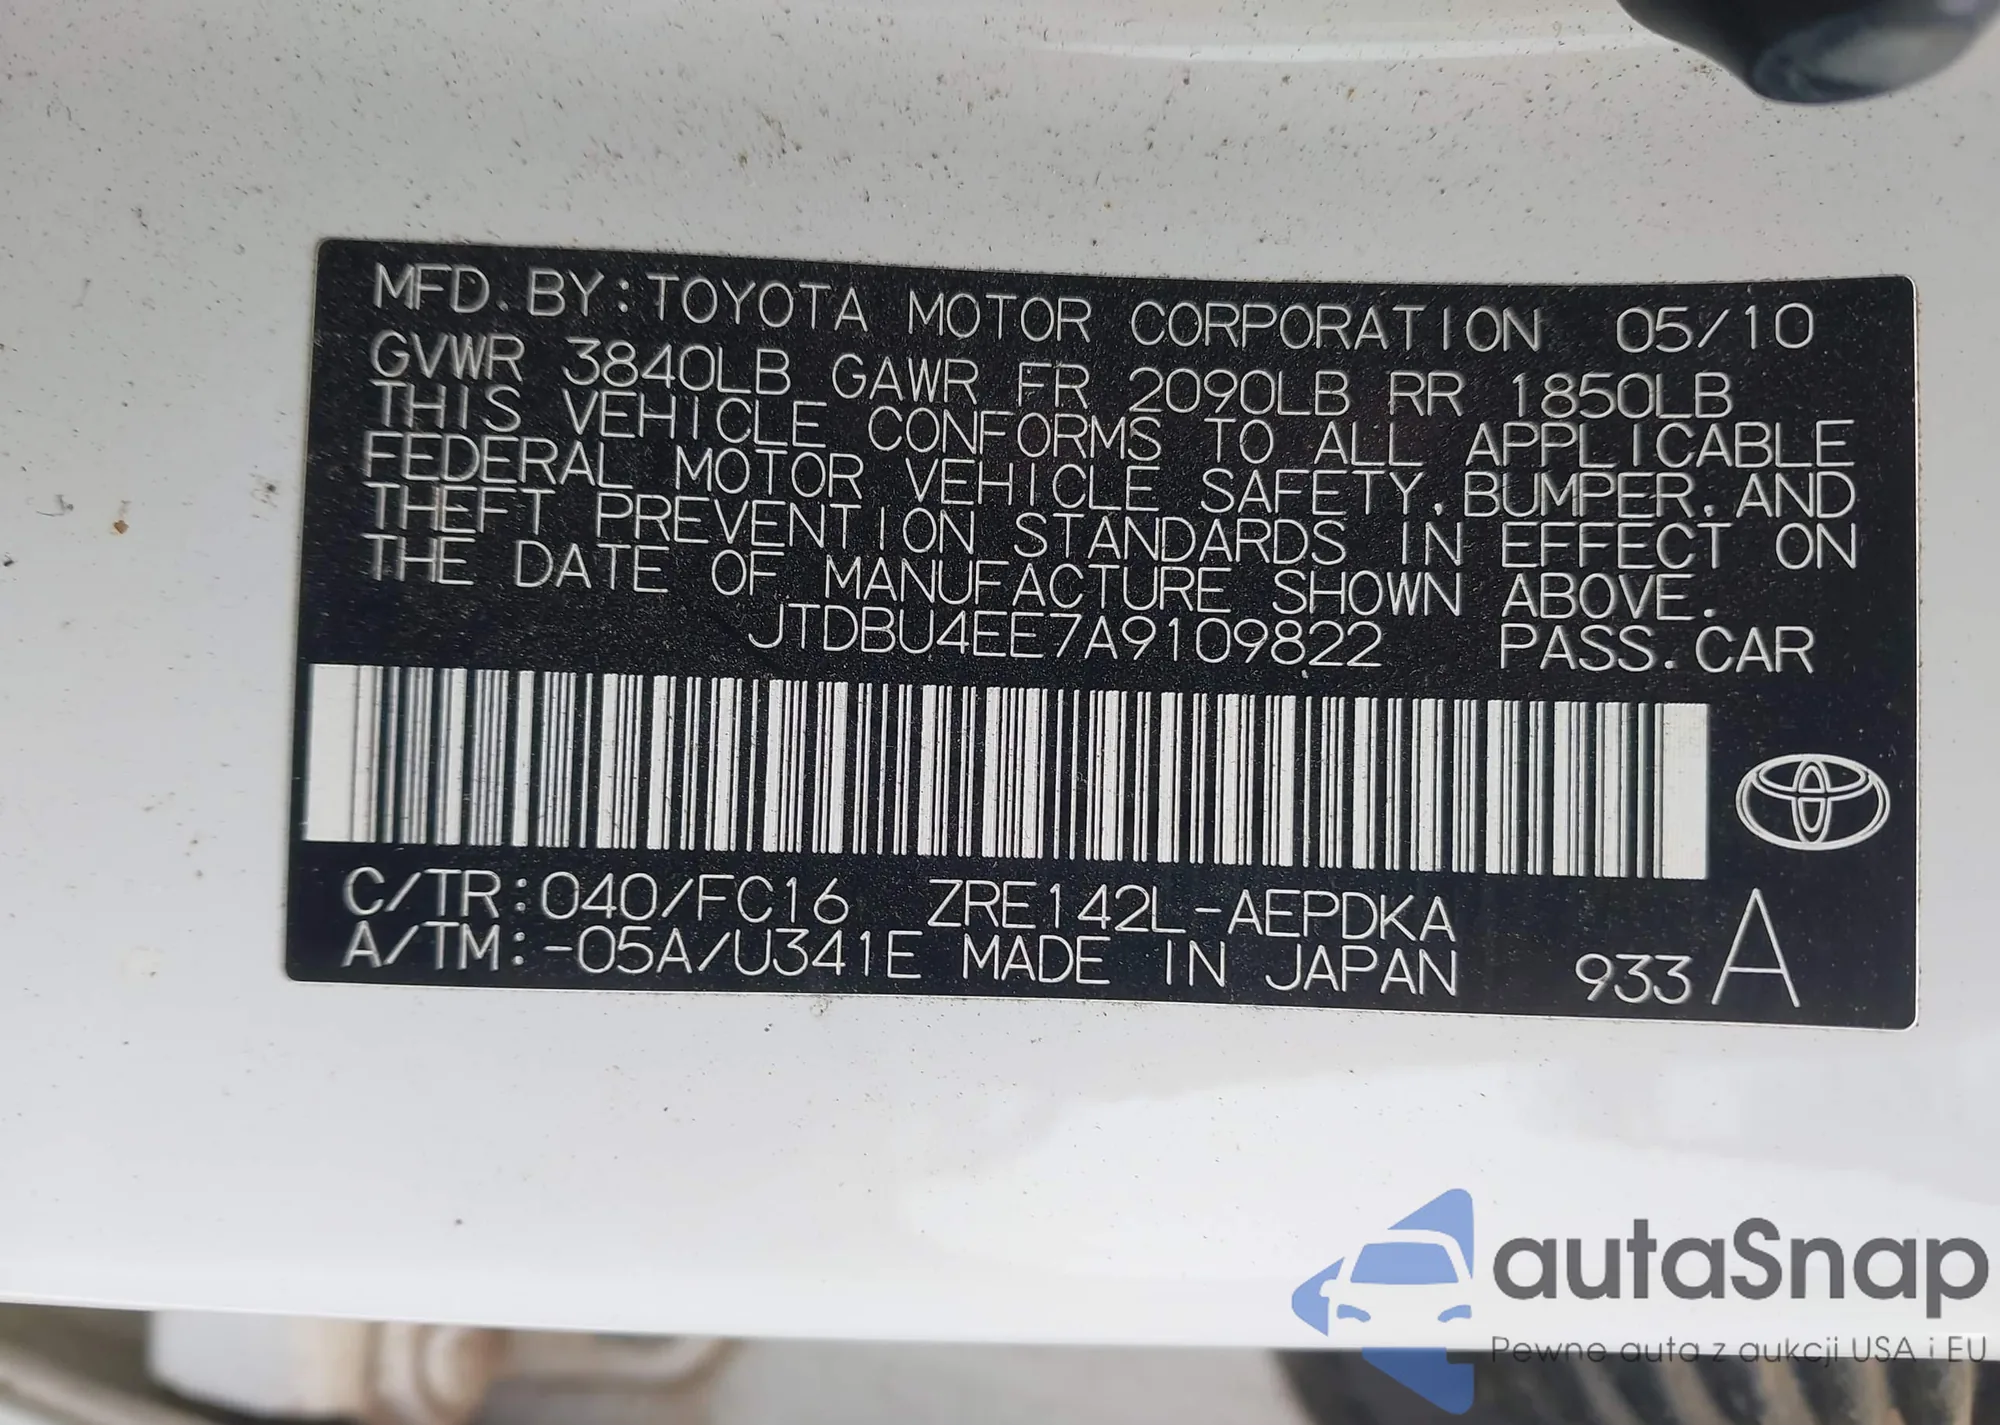 MFD. BY: TOYOTA MOTOR CORPORATION 05/10
GVWR 3840LB GAWR FR 2090LB RR 1850LB
THIS VEHICLE CONFORMS TO ALL APPLICABLE
FEDERAL MOTOR VEHICLE SAFETY, BUMPER, AND
THEFT PREVENTION STANDARDS IN EFFECT ON
THE DATE OF MANUFACTURE SHOWN ABOVE.
JTDBU4EE7A9109822 PASS. CAR
C/TR: 040/FC16 ZRE142L-AEPDKA
A/TM: -05A/U341E MADE IN JAPAN 933 A
autaSnap
Pewne auta z aukcji USA i EU